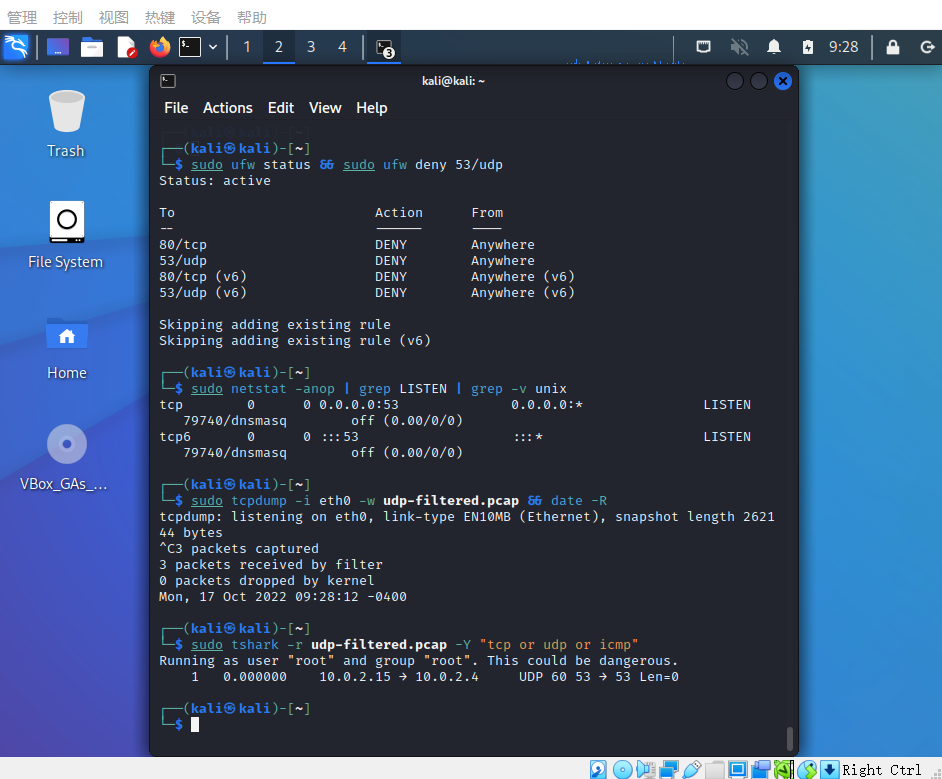 管理 控制 视图 热键 设备 帮助
1 2 3 4 3 9:28
kali@kali: ~
File Actions Edit View Help
Trash
File System
Home
VBox_GAs_...
┌──(kali㉿kali)-[~]
└─$ sudo ufw status && sudo ufw deny 53/udp
Status: active
To Action From
-- ------ ----
80/tcp DENY Anywhere
53/udp DENY Anywhere
80/tcp (v6) DENY Anywhere (v6)
53/udp (v6) DENY Anywhere (v6)
Skipping adding existing rule
Skipping adding existing rule (v6)
┌──(kali㉿kali)-[~]
└─$ sudo netstat -anop | grep LISTEN | grep -v unix
tcp 0 0 0.0.0.0:53 0.0.0.0:* LISTEN
79740/dnsmasq off (0.00/0/0)
tcp6 0 0 :::53 :::* LISTEN
79740/dnsmasq off (0.00/0/0)
┌──(kali㉿kali)-[~]
└─$ sudo tcpdump -i eth0 -w udp-filtered.pcap && date -R
tcpdump: listening on eth0, link-type EN10MB (Ethernet), snapshot length 2621
44 bytes
^C3 packets captured
3 packets received by filter
0 packets dropped by kernel
Mon, 17 Oct 2022 09:28:12 -0400
┌──(kali㉿kali)-[~]
└─$ sudo tshark -r udp-filtered.pcap -Y "tcp or udp or icmp"
Running as user "root" and group "root". This could be dangerous.
1 0.000000 10.0.2.15 → 10.0.2.4 UDP 60 53 → 53 Len=0
┌──(kali㉿kali)-[~]
└─$
Right Ctrl